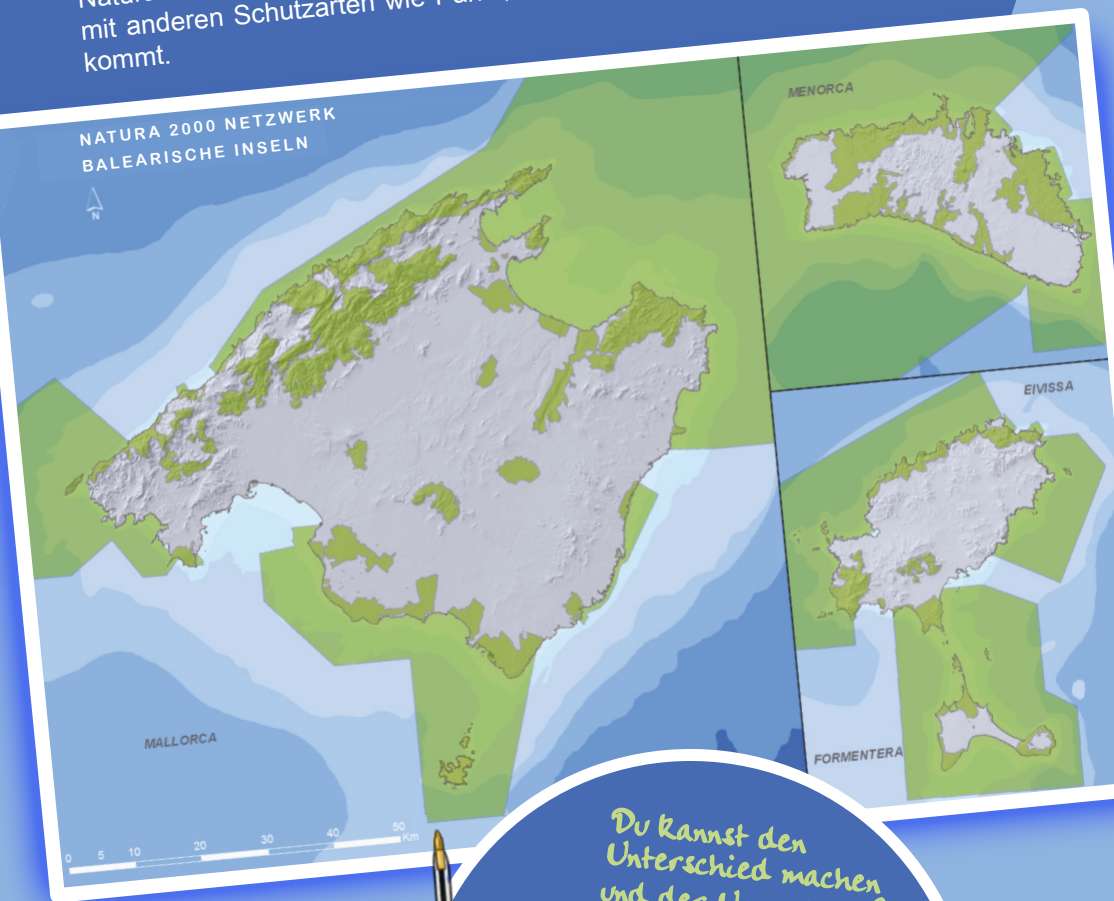 mit anderen Schutzarten wie
kommt.
NATURA 2000 NETZWERK
BALEARISCHE INSELN
N
MENORCA
EIVISSA
MALLORCA
FORMENTERA
0 5 10 20 30 40 50
Km
Du kannst den
Unterschied machen
und